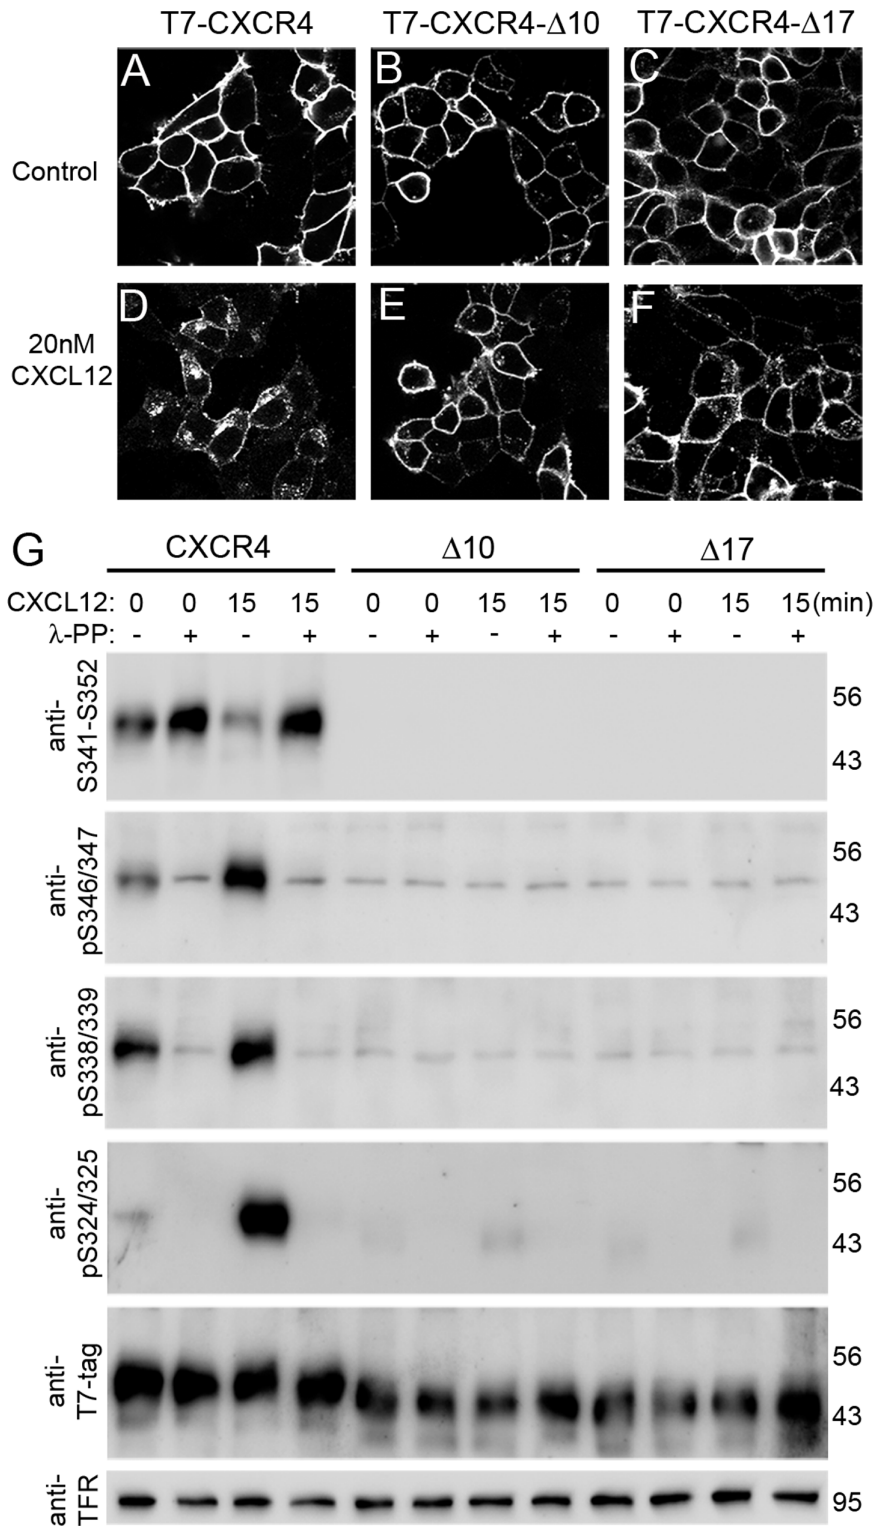 T7-CXCR4 T7-CXCR4-Δ10 T7-CXCR4-Δ17
A B C
Control
D E F
20nM
CXCL12
G
CXCR4 Δ10 Δ17
CXCL12: 0 0 15 15 0 0 15 15 0 0 15 15(min)
λ-PP: - + - + - + - + - + - +
anti-
S341-S352
56
43
anti-
pS346/347
56
43
anti-
pS338/339
56
43
anti-
pS324/325
56
43
anti-
T7-tag
56
43
anti-
TFR
95